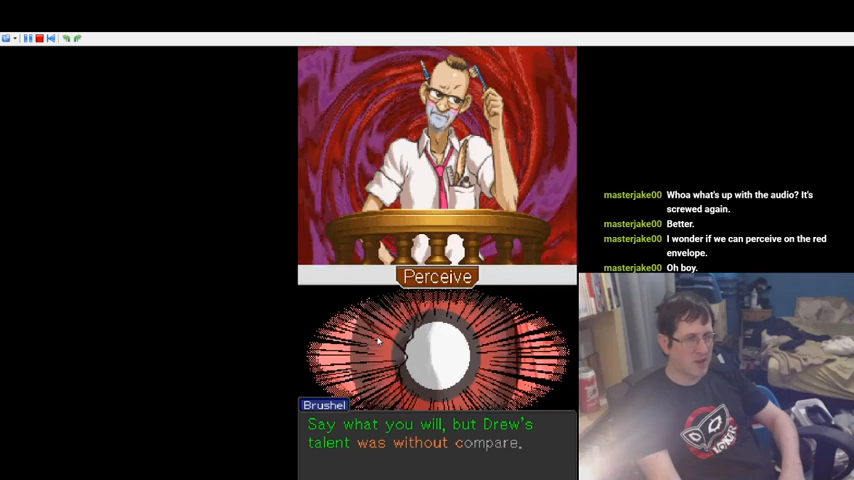 masterjake00 Whoa what's up with the audio? It's
screwed again.
masterjake00 Better.
masterjake00 I wonder if we can perceive on the red
envelope.
masterjake00 Oh boy.
Perceive
Brushel
Say what you will, but Drew's
talent was without compare.